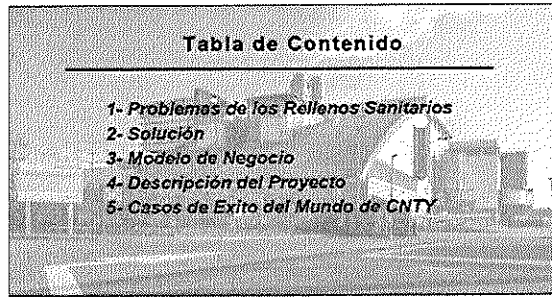 Tabla de Contenido
1- Problemas de los Rellenos Sanitarios
2- Solución
3- Modelo de Negocio
4- Descripción del Proyecto
5- Casos de Exito del Mundo de CNTY